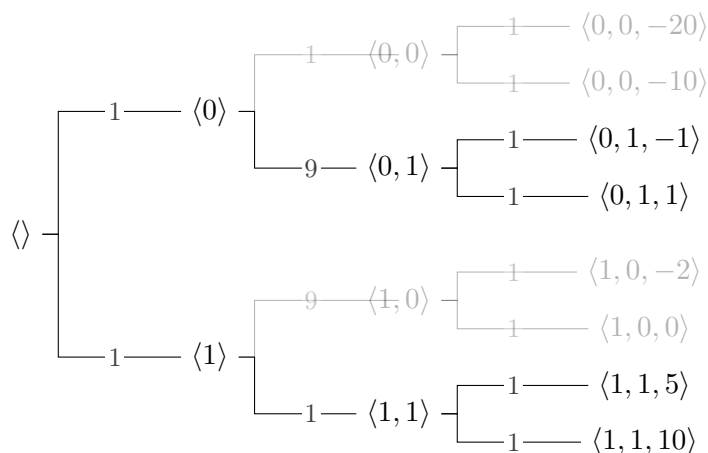 1 ⟨0, 0, −20⟩
1 ⟨0, 0⟩
1 ⟨0, 0, −10⟩
1 ⟨0⟩
1 ⟨0, 1, −1⟩
9 ⟨0, 1⟩
1 ⟨0, 1, 1⟩
⟨⟩
1 ⟨1, 0, −2⟩
9 ⟨1, 0⟩
1 ⟨1, 0, 0⟩
1 ⟨1⟩
1 ⟨1, 1, 5⟩
1 ⟨1, 1⟩
1 ⟨1, 1, 10⟩